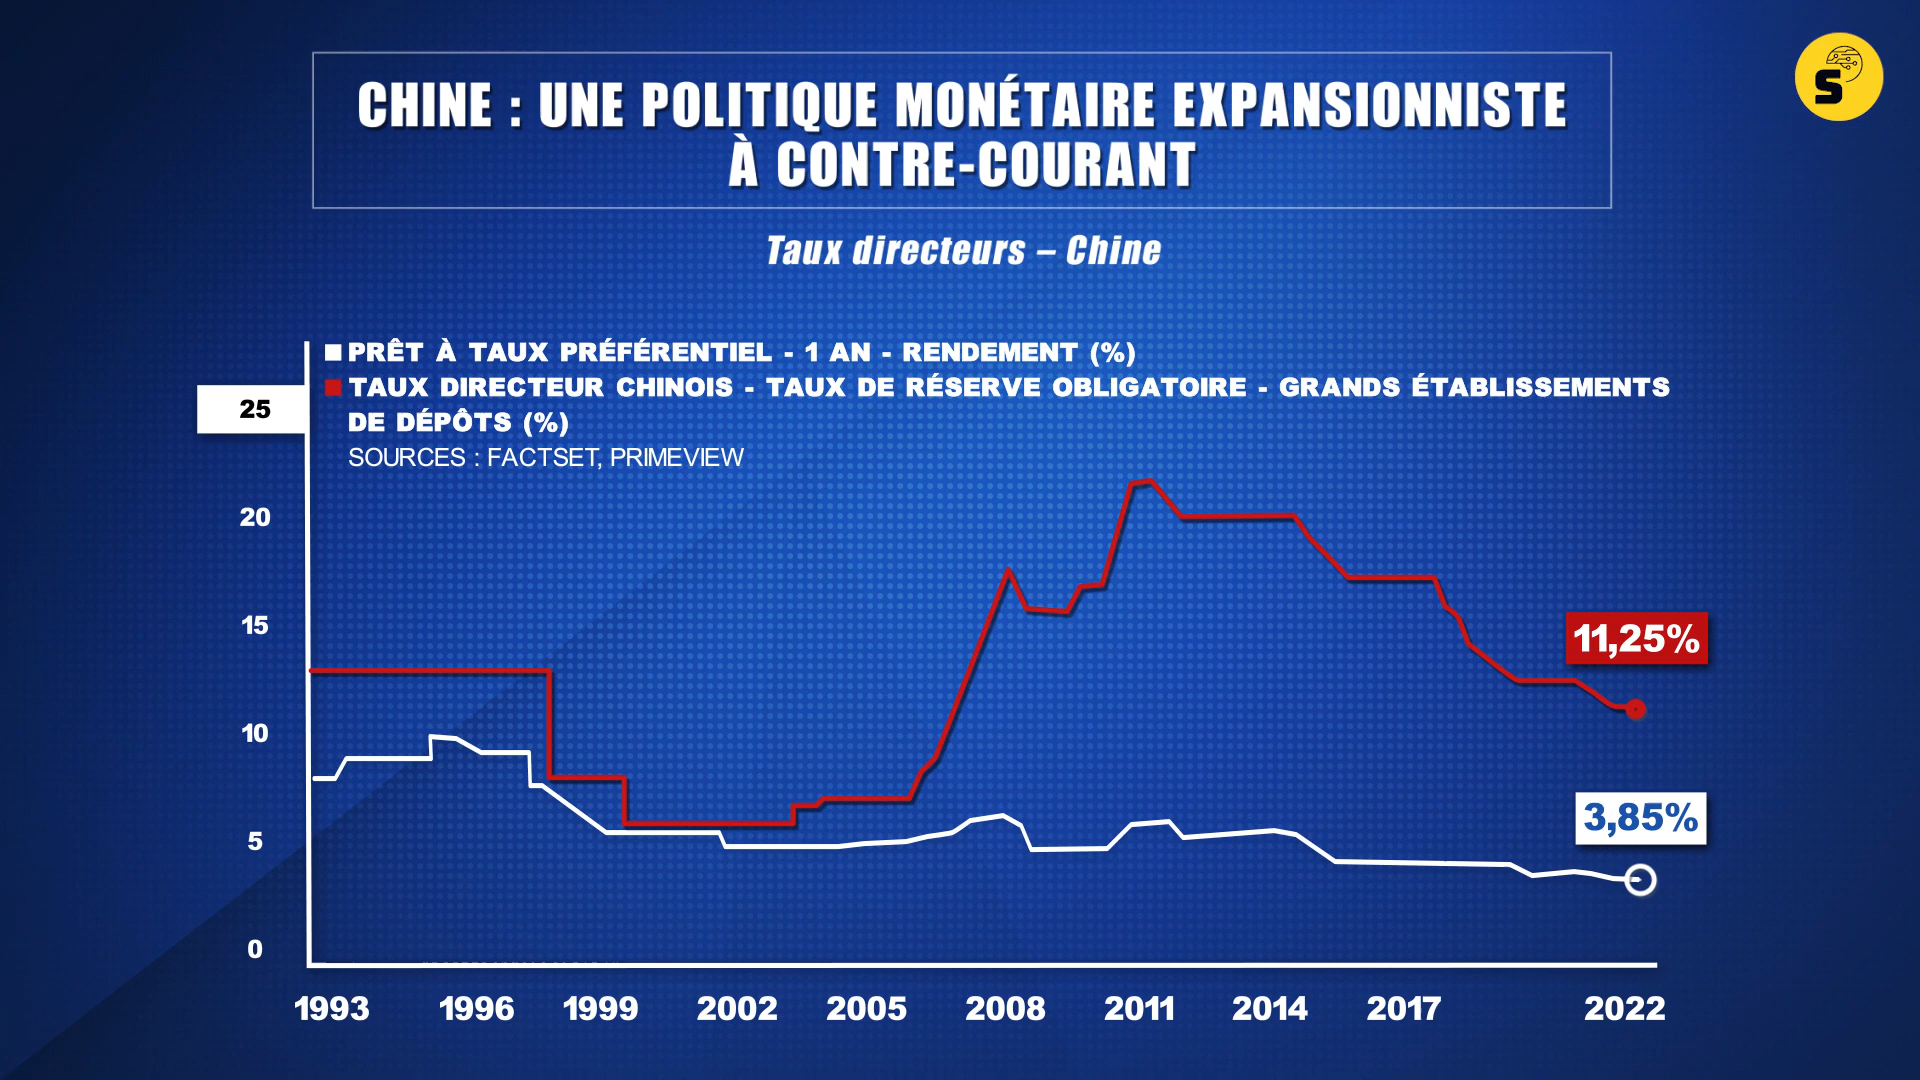 CHINE : UNE POLITIQUE MONÉTAIRE EXPANSIONNISTE
À CONTRE-COURANT
S
Taux directeurs – Chine
PRÊT À TAUX PRÉFÉRENTIEL - 1 AN - RENDEMENT (%)
TAUX DIRECTEUR CHINOIS - TAUX DE RÉSERVE OBLIGATOIRE - GRANDS ÉTABLISSEMENTS
DE DÉPÔTS (%)
SOURCES : FACTSET, PRIMEVIEW
25
20
15
10
5
0
11,25%
3,85%
1993 1996 1999 2002 2005 2008 2011 2014 2017 2022